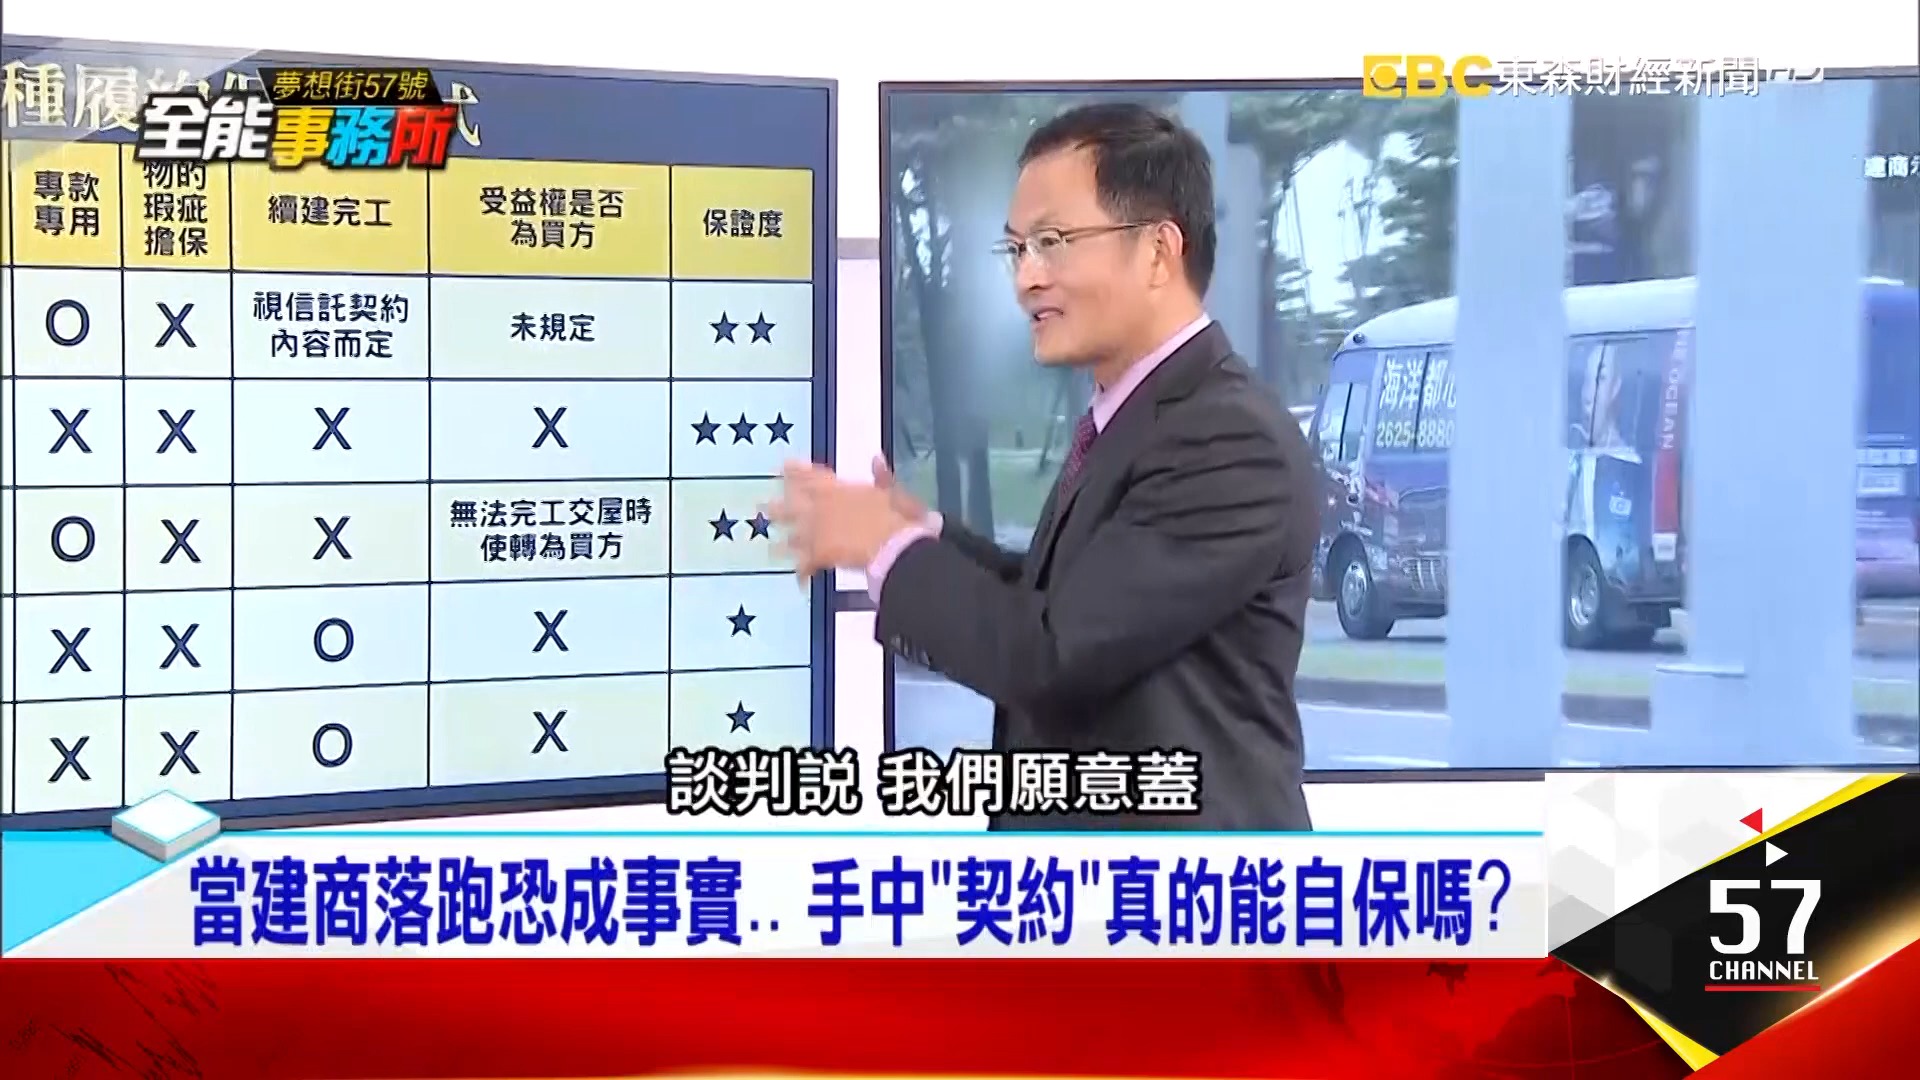 種履
夢想街57號
全能事務所
EBC東森財經新聞
建商
專款專用
物的瑕疵擔保
續建完工
受益權是否為買方
保證度
O
X
視信託契約內容而定
未規定
★★
X
X
X
X
★★★
O
X
X
無法完工交屋時使轉為買方
★★
X
X
O
X
★
X
X
O
X
★
海洋都心
2625-8880
OCEAN
談判説 我們願意蓋
當建商落跑恐成事實.. 手中"契約"真的能自保嗎?
57
CHANNEL